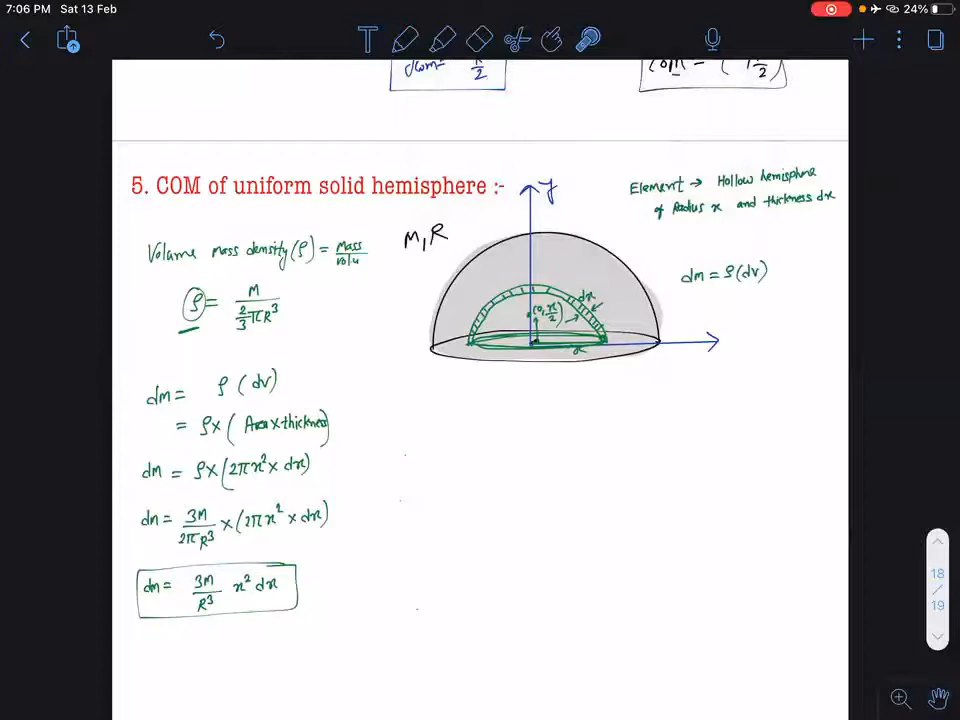 7:06 PM Sat 13 Feb
24%
5. COM of uniform solid hemisphere :-
y
Element → Hollow hemisphere
of Radius x and thickness dx
M, R
Volume mass density (ρ) = Mass
ρ = M
2/3 πR³
dm = ρ(dv)
dx
(0, x/2)
x
dm = ρ (dv)
= ρ × (Area × thickness)
dm = ρ × (2πx² × dx)
dm = 3M/2πR³ × (2πx² × dx)
dm = 3M/R³ x² dx
18
/
19